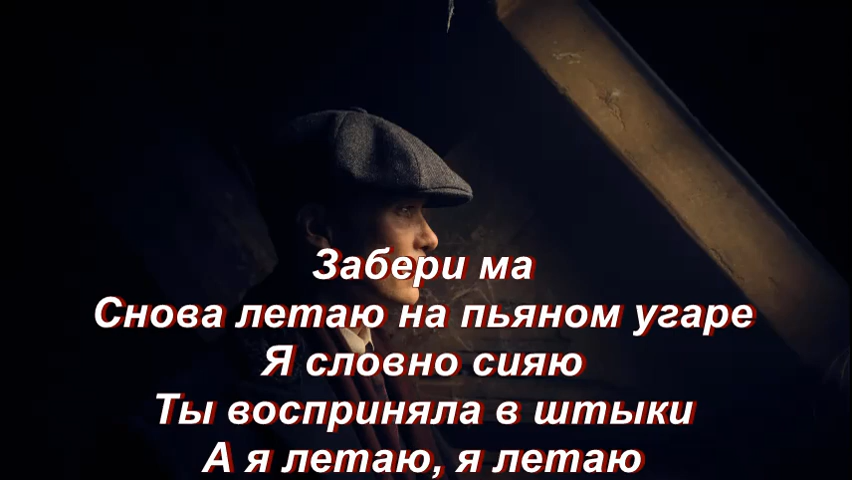 Забери ма
Снова летаю на пьяном угаре
Я словно сияю
Ты восприняла в штыки
А я летаю, я летаю